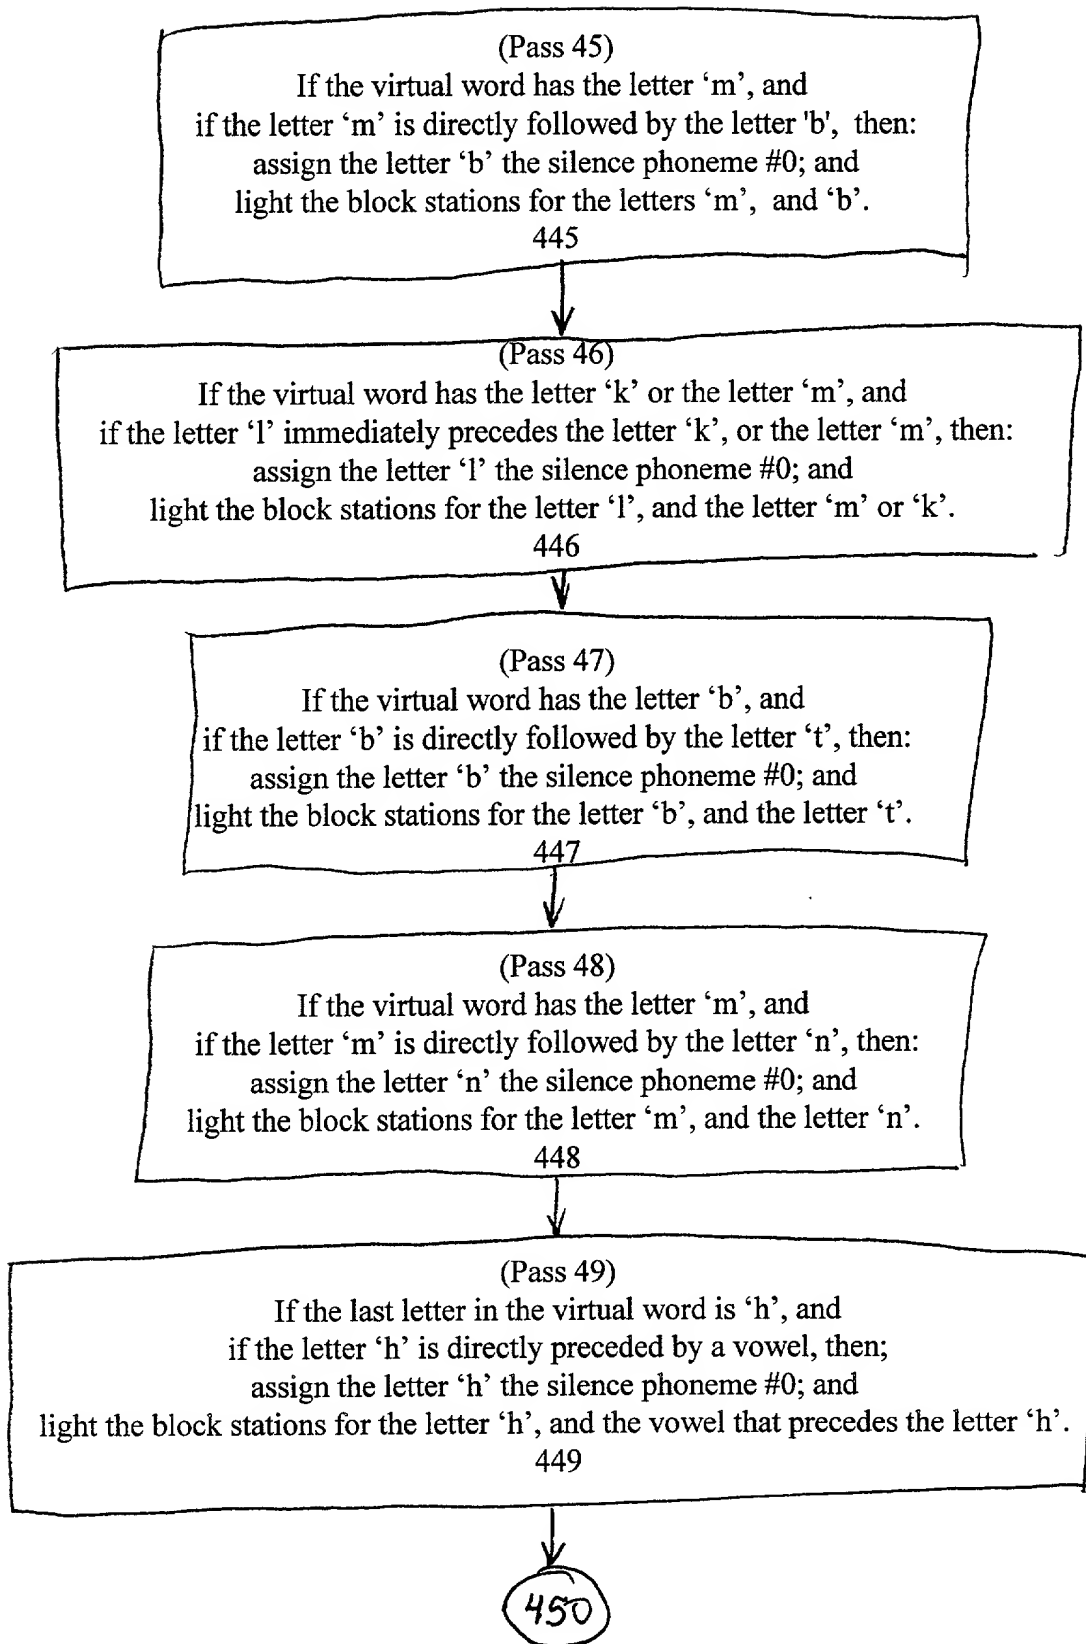 (Pass 45)
If the virtual word has the letter ‘m’, and
if the letter ‘m’ is directly followed by the letter 'b', then:
assign the letter ‘b’ the silence phoneme #0; and
light the block stations for the letters ‘m’, and ‘b’.
445
(Pass 46)
If the virtual word has the letter ‘k’ or the letter ‘m’, and
if the letter ‘l’ immediately precedes the letter ‘k’, or the letter ‘m’, then:
assign the letter ‘l’ the silence phoneme #0; and
light the block stations for the letter ‘l’, and the letter ‘m’ or ‘k’.
446
(Pass 47)
If the virtual word has the letter ‘b’, and
if the letter ‘b’ is directly followed by the letter ‘t’, then:
assign the letter ‘b’ the silence phoneme #0; and
light the block stations for the letter ‘b’, and the letter ‘t’.
447
(Pass 48)
If the virtual word has the letter ‘m’, and
if the letter ‘m’ is directly followed by the letter ‘n’, then:
assign the letter ‘n’ the silence phoneme #0; and
light the block stations for the letter ‘m’, and the letter ‘n’.
448
(Pass 49)
If the last letter in the virtual word is ‘h’, and
if the letter ‘h’ is directly preceded by a vowel, then;
assign the letter ‘h’ the silence phoneme #0; and
light the block stations for the letter ‘h’, and the vowel that precedes the letter ‘h’.
449
450